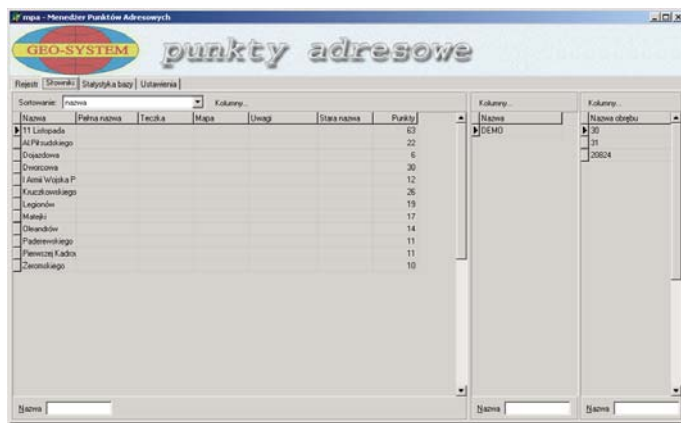 mpa - Menedżer Punktów Adresowych
GEO-SYSTEM punkty adresowe
Rejestr Słowniki Statystyka bazy Ustawienia
Sortowanie: nazwa Kolumny... Kolumny... Kolumny...
Nazwa Pełna nazwa Teczka Mapa Uwagi Stara nazwa Punkty Nazwa Nazwa obrębu
11 Listopada 63 DEMO 30
Al.Piłsudskiego 22 31
Dojazdowa 6 20824
Dworcowa 30
I Armii Wojska P 12
Kruczkowskiego 26
Legionów 19
Matejki 17
Oleandrów 14
Paderewskiego 11
Pierwszej Kadrow 11
Żeromskiego 10
Nazwa Nazwa Nazwa